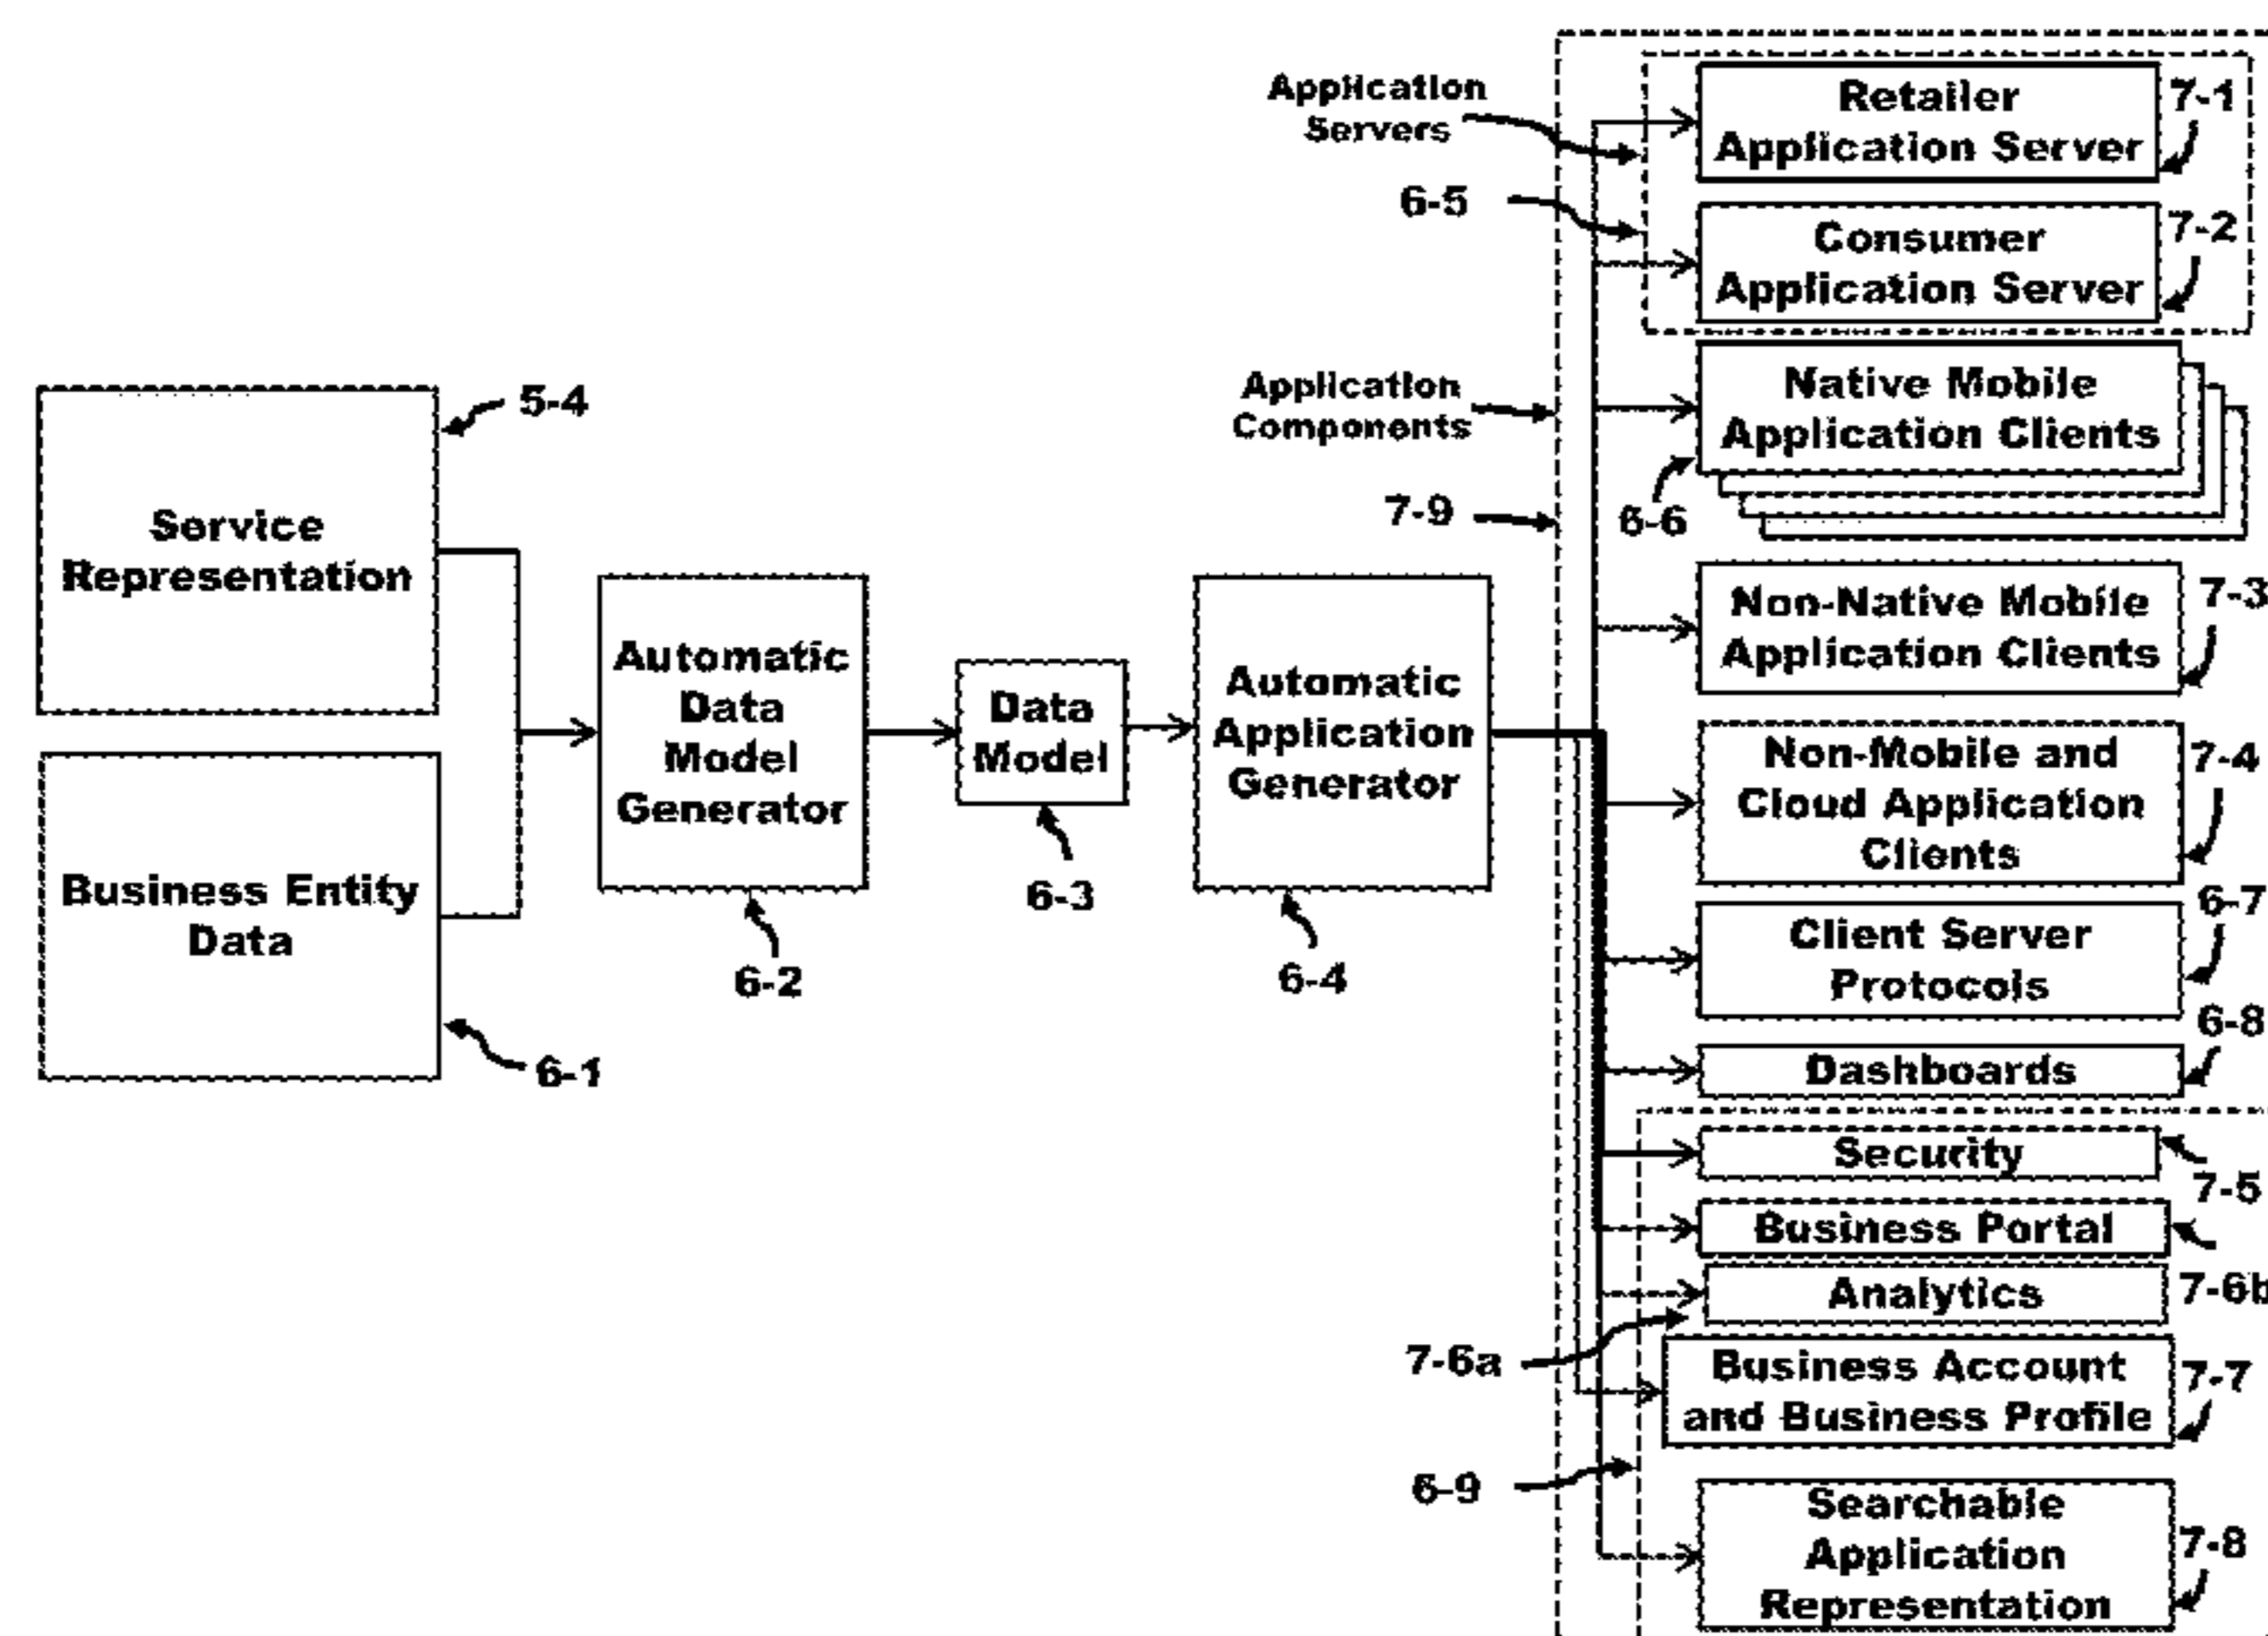 Service
Representation
5-4
Business Entity
Data
6-1
Automatic
Data
Model
Generator
6-2
Data
Model
6-3
Automatic
Application
Generator
6-4
Application
Servers
6-5
Application
Components
7-9
Retailer
Application Server
7-1
Consumer
Application Server
7-2
Native Mobile
Application Clients
6-6
Non-Native Mobile
Application Clients
7-3
Non-Mobile and
Cloud Application
Clients
7-4
Client Server
Protocols
6-7
Dashboards
6-8
Security
7-5
Business Portal
Analytics
7-6b
7-6a
Business Account
and Business Profile
7-7
6-9
Searchable
Application
Representation
7-8